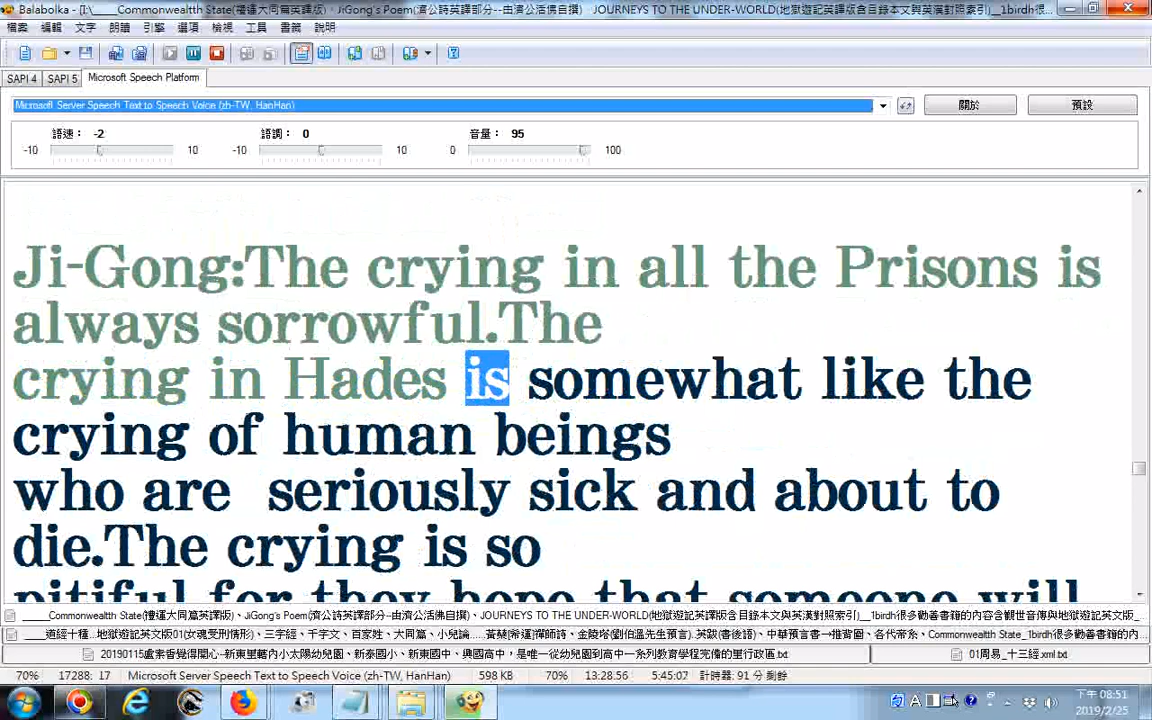 Balabolka - [I:\____Commonwealtth State(禮運大同篇英譯版)、JiGong's Poem(濟公詩英譯部分--由濟公活佛自撰)、JOURNEYS TO THE UNDER-WORLD(地獄遊記英譯版含目錄本文與英漢對照索引)__1birdh很...
檔案 編輯 文字 朗讀 引擎 選項 檢視 工具 書籤 說明
SAPI 4 SAPI 5 Microsoft Speech Platform
Microsoft Server Speech Text to Speech Voice (zh-TW, HanHan)
關於 預設
語速： -2 語調： 0 音量： 95
-10 10 -10 10 0 100
Ji-Gong:The crying in all the Prisons is
always sorrowful.The
crying in Hades is somewhat like the
crying of human beings
who are  seriously sick and about to
die.The crying is so
pitiful for they hope that someone will
____Commonwealtth State(禮運大同篇英譯版)、JiGong's Poem(濟公詩英譯部分--由濟公活佛自撰)、JOURNEYS TO THE UNDER-WORLD(地獄遊記英譯版含目錄本文與英漢對照索引)__1birdh很多勸善書籍的內容含觀世音傳與地獄遊記英文版...
道經十種...地獄遊記英文版01(女魂受刑情形)、三字經、千字文、百家姓、大同篇、小兒論.....黃蘗[希運]禪師詩、金陵塔(劉伯溫先生預言).英訳(書後語)、中華預言書--推背圖、各代帝系、Commonwealth State_1birdh很多勸善書籍的內...
20190115盧素香覺得開心--新東里轄內小太陽幼兒園、新泰國小、新東國中、興國高中，是唯一從幼兒園到高中一系列教育學程完備的里行政區.txt 01周易_十三經.xml.txt
70% 17288: 17 Microsoft Server Speech Text to Speech Voice (zh-TW, HanHan) 598 KB 70% 13:28:56 5:45:07 計時器: 91 分 剩餘
下午 08:51
2019/2/25